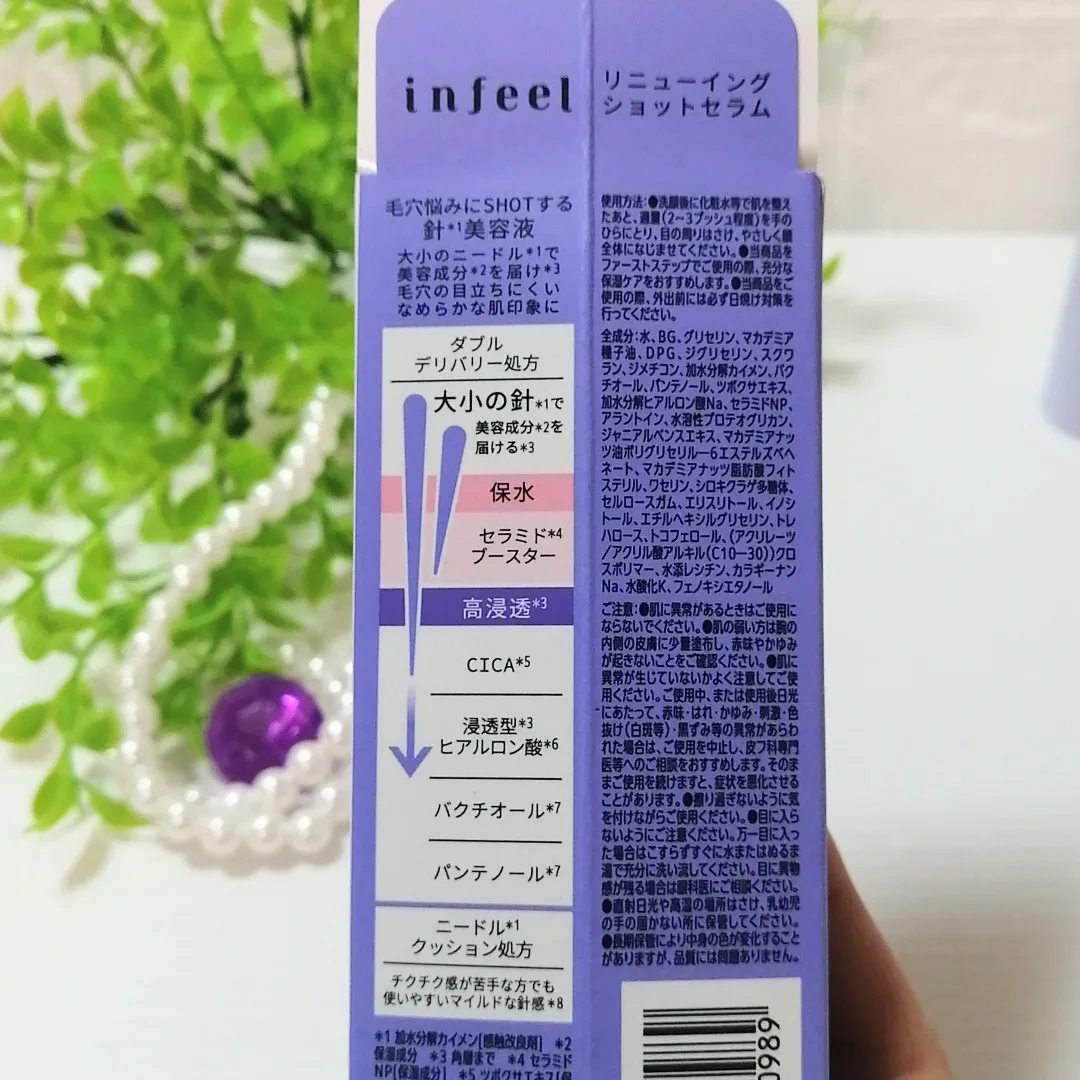 infeel
リニューイング
ショットセラム
毛穴悩みにSHOTする
針*1美容液
大小のニードル*1で
美容成分*2を届け*3
毛穴の目立ちにくい
なめらかな肌印象に
ダブル
デリバリー処方
大小の針*1で
美容成分*2を
届ける*3
保水
セラミド*4
ブースター
高浸透*3
CICA*5
浸透型*3
ヒアルロン酸*6
バクチオール*7
パンテノール*7
ニードル*1
クッション処方
チクチク感が苦手な方でも
使いやすいマイルドな針感*8
*1 加水分解カイメン[感触改良剤] *2
保湿成分 *3 角層まで *4 セラミド
NP[保湿成分] *5 ツボクサエキス[保
使用方法:●洗顔後に化粧水等で肌を整え
たあと、適量(2~3プッシュ程度)を手の
ひらにとり、目の周りはさけ、やさしく顔
全体になじませてください。●当商品を
ファーストステップでご使用の際、充分な
保湿ケアをおすすめします。●当商品をご
使用の際、外出前には必ず日焼け対策を
行ってください。
全成分:水、BG、グリセリン、マカデミア
種子油、DPG、ジグリセリン、スクワ
ラン、ジメチコン、加水分解カイメン、バク
チオール、パンテノール、ツボクサエキス、
加水分解ヒアルロン酸Na、セラミドNP、
アラントイン、水溶性プロテオグリカン、
ジャニアルベンスエキス、マカデミアナッ
ツ油ポリグリセリルー6エステルズベヘ
ネート、マカデミアナッツ脂肪酸フィト
ステリル、ワセリン、シロキクラゲ多糖体、
セルロースガム、エリスリトール、イノシ
トール、エチルヘキシルグリセリン、トレ
ハロース、トコフェロール、(アクリレーツ
/アクリル酸アルキル(C10-30))クロ
スポリマー、水添レシチン、カラギーナン
Na、水酸化K、フェノキシエタノール
ご注意:●肌に異常があるときはご使用に
ならないでください。●肌の弱い方は腕の
内側の皮膚に少量塗布し、赤味やかゆみ
が起きないことをご確認ください。●肌に
異常が生じていないかよく注意してご使
用ください。ご使用中、または使用後日光
にあたって、赤味・はれ・かゆみ・刺激・色
抜け(白斑等)・黒ずみ等の異常があらわ
れた場合は、ご使用を中止し、皮フ科専門
医等へのご相談をおすすめします。そのま
まご使用を続けますと、症状を悪化させる
ことがあります。●擦り過ぎないように気
を付けながらご使用ください。●目に入ら
ないようにご注意ください。万一目に入っ
た場合はこすらずすぐに水またはぬるま
湯で充分に洗い流してください。目に異物
感が残る場合は眼科医にご相談ください。
●直射日光や高温の場所はさけ、乳幼児
の手の届かない所に保管してください。
●長期保管により中身の色が変化すること
がありますが、品質には問題ありません。
0989